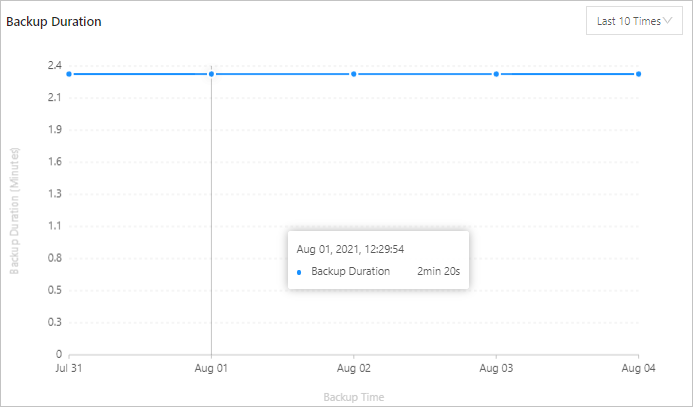 Backup Duration
Last 10 Times
2.4
2.1
1.9
1.6
1.3
1.1
0.8
0.5
0.3
0
Backup Duration (Minutes)
Aug 01, 2021, 12:29:54
Backup Duration 2min 20s
Jul 31 Aug 01 Aug 02 Aug 03 Aug 04
Backup Time